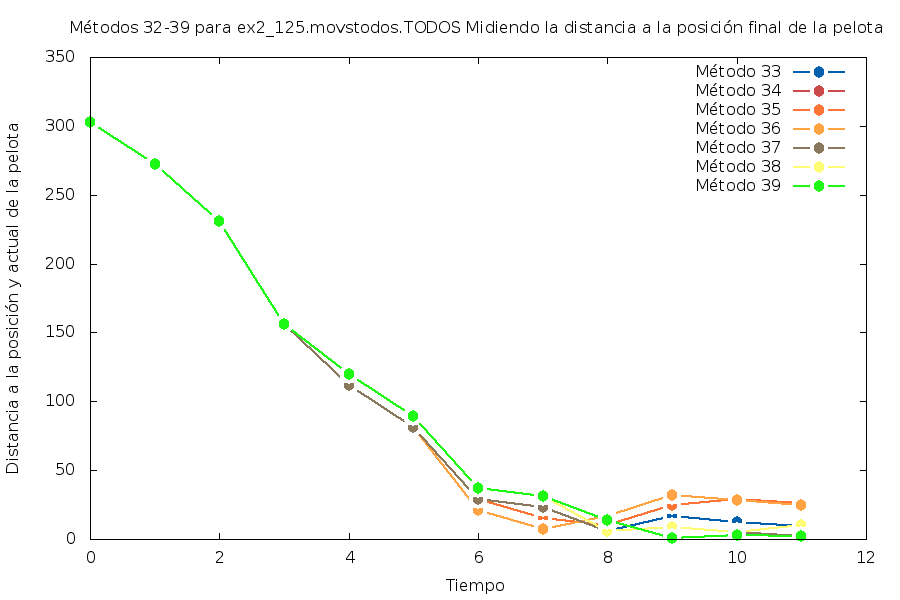 Métodos 32-39 para ex2_125.movstodos.TODOS Midiendo la distancia a la posición final de la pelota
Distancia a la posición y actual de la pelota
350
300
250
200
150
100
50
0
Método 33
Método 34
Método 35
Método 36
Método 37
Método 38
Método 39
0 2 4 6 8 10 12
Tiempo